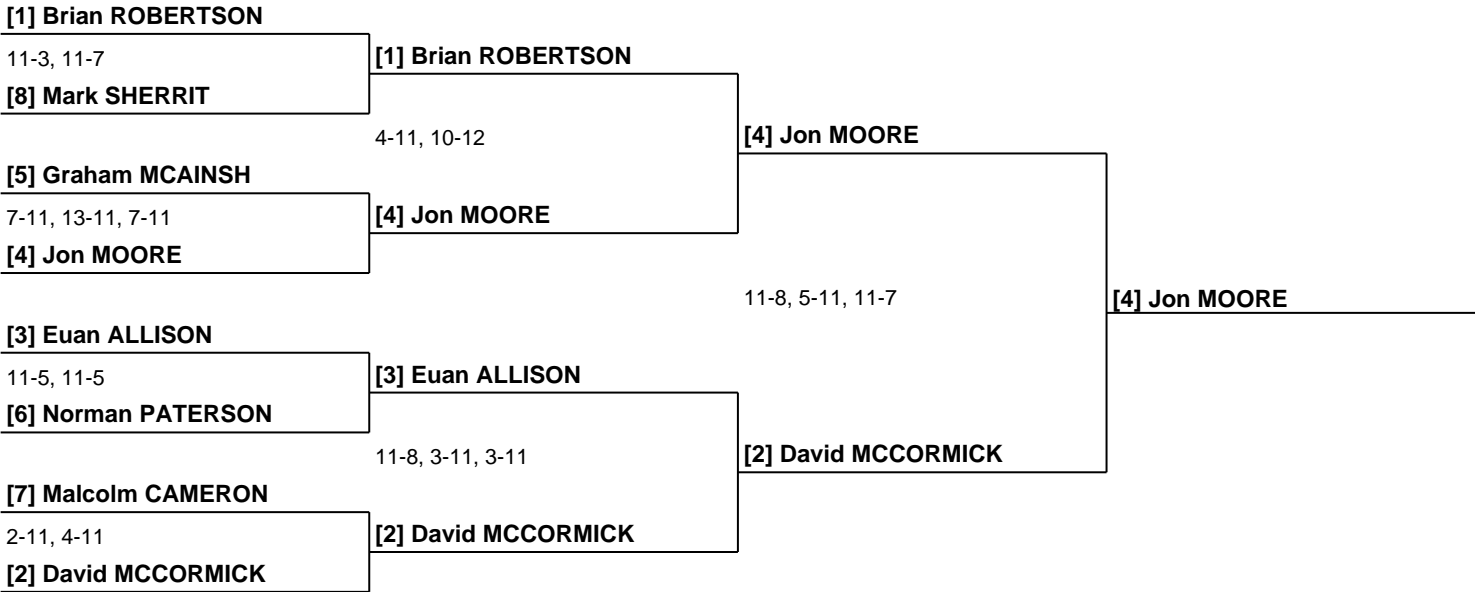 [1] Brian ROBERTSON
11-3, 11-7
[1] Brian ROBERTSON
[8] Mark SHERRIT
4-11, 10-12
[4] Jon MOORE
[5] Graham MCAINSH
7-11, 13-11, 7-11
[4] Jon MOORE
[4] Jon MOORE
11-8, 5-11, 11-7
[4] Jon MOORE
[3] Euan ALLISON
11-5, 11-5
[3] Euan ALLISON
[6] Norman PATERSON
11-8, 3-11, 3-11
[2] David MCCORMICK
[7] Malcolm CAMERON
2-11, 4-11
[2] David MCCORMICK
[2] David MCCORMICK